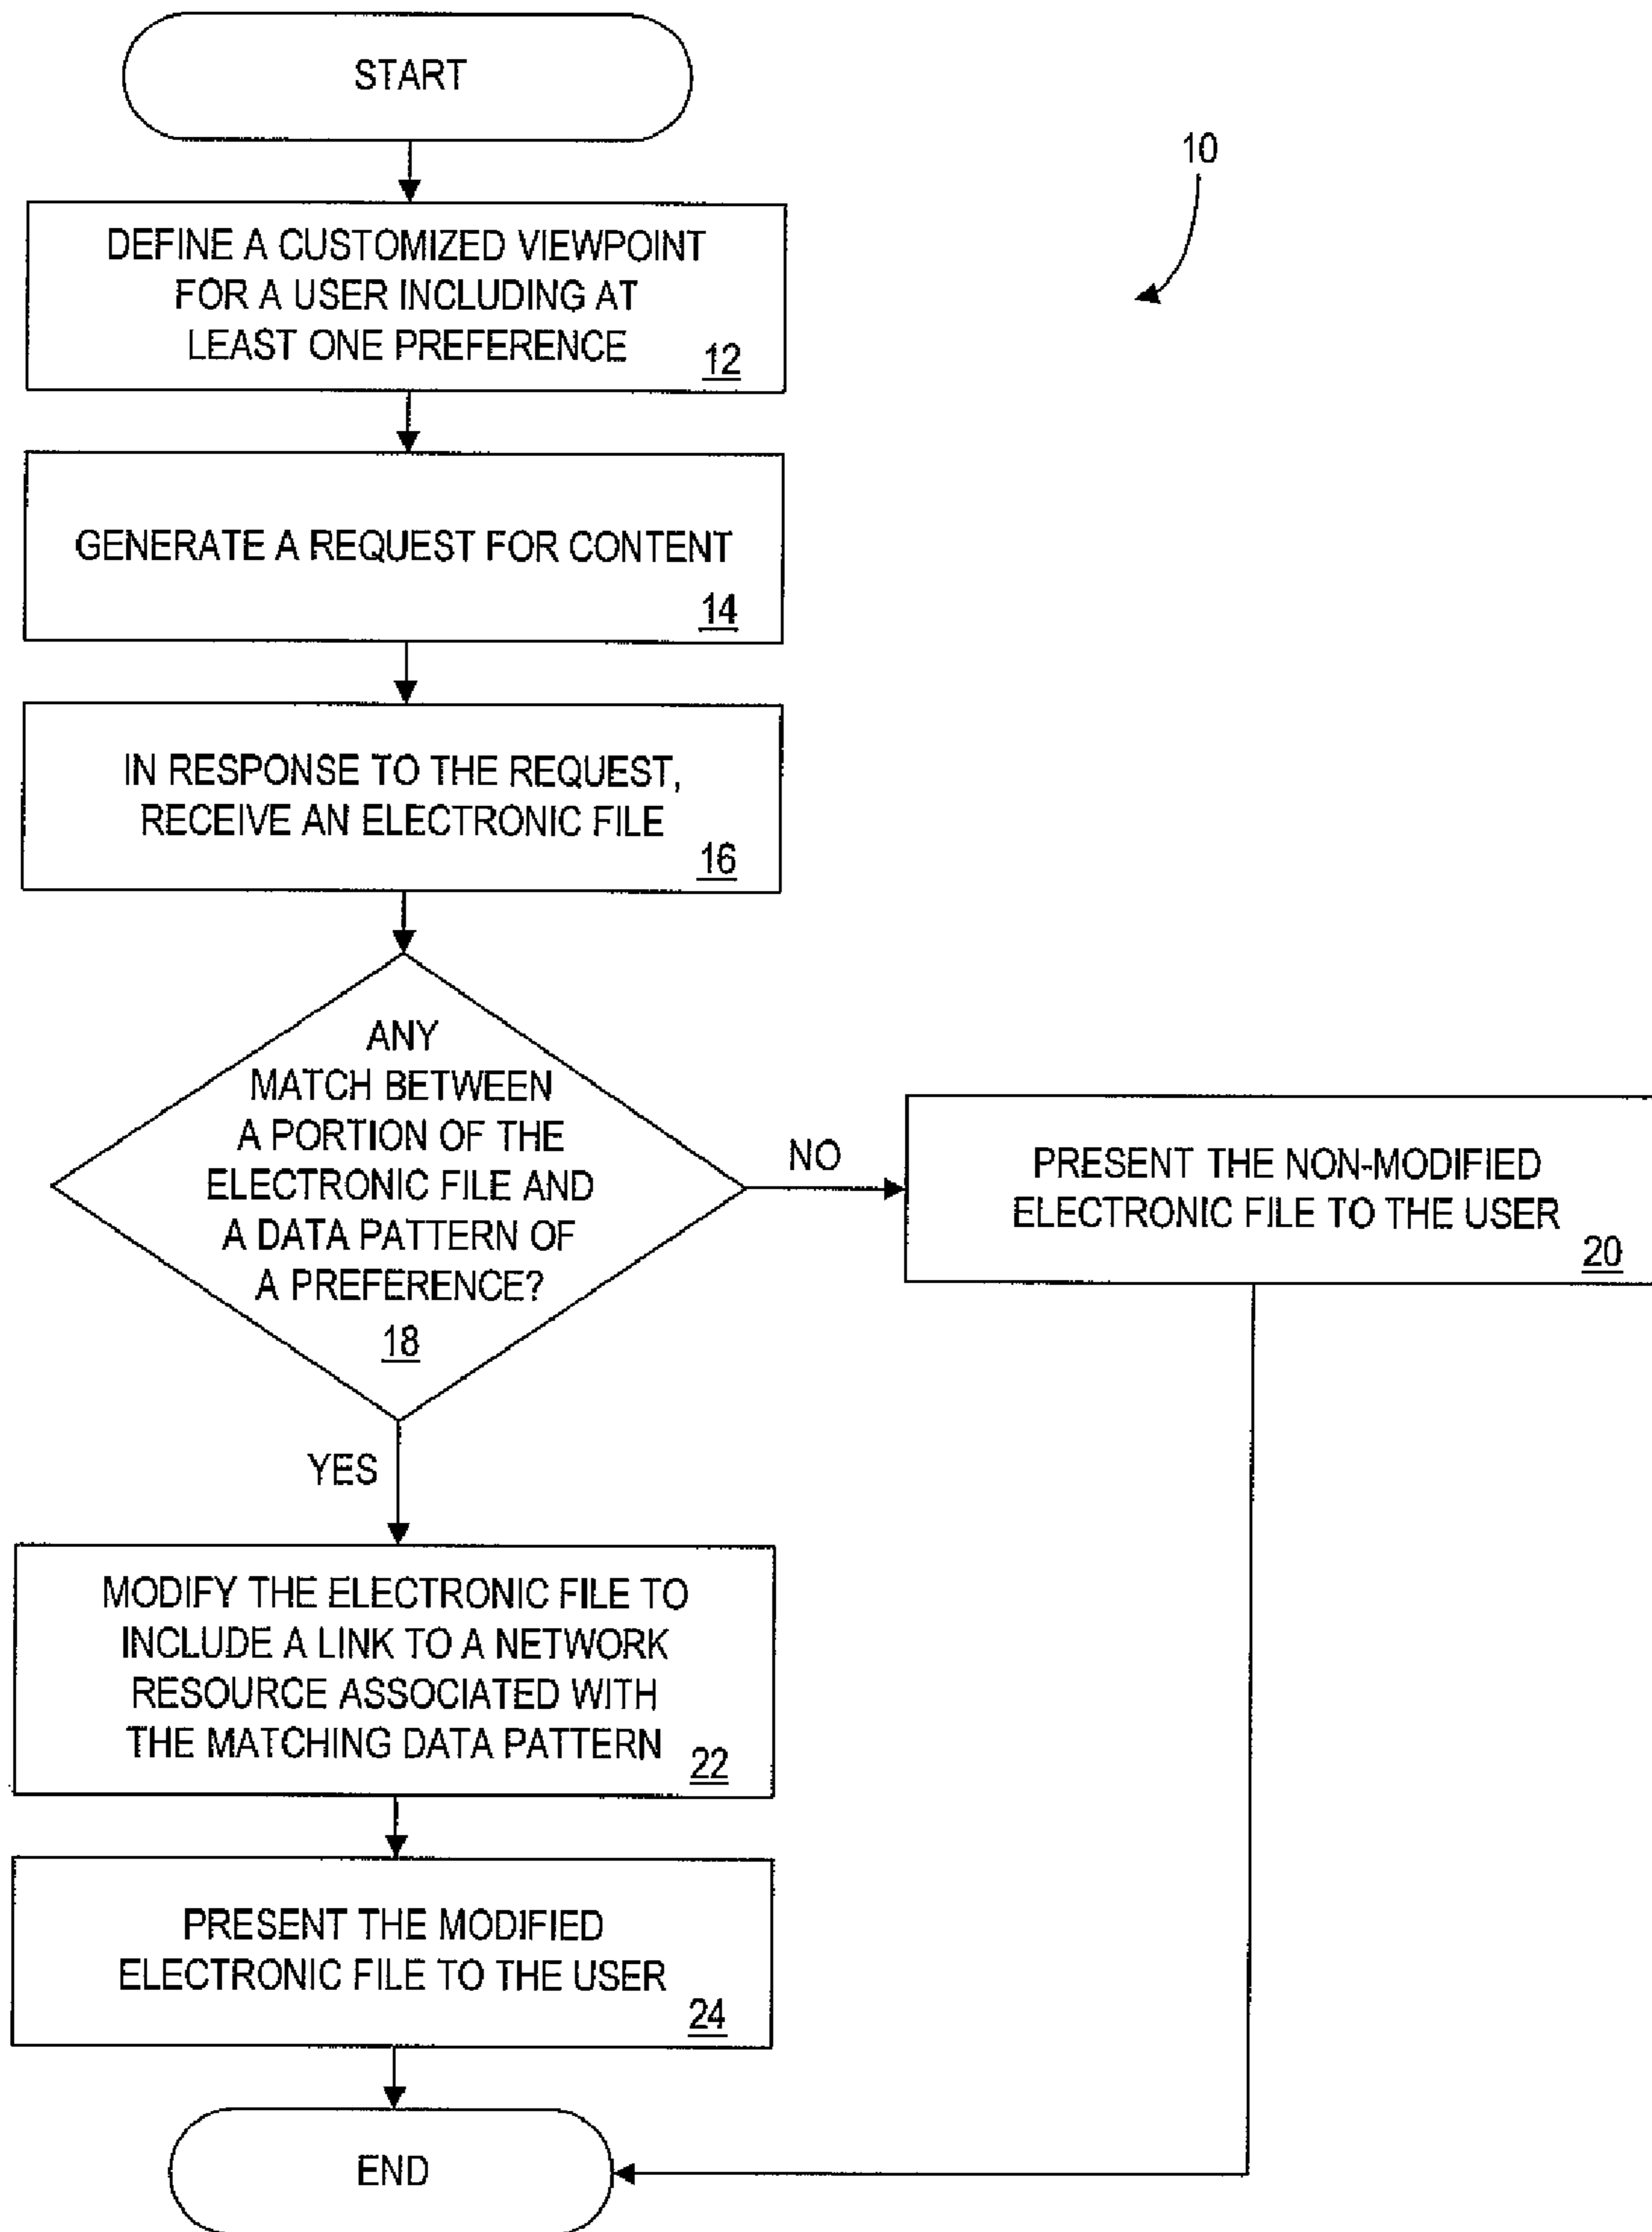 START
10
DEFINE A CUSTOMIZED VIEWPOINT
FOR A USER INCLUDING AT
LEAST ONE PREFERENCE
12
GENERATE A REQUEST FOR CONTENT
14
IN RESPONSE TO THE REQUEST,
RECEIVE AN ELECTRONIC FILE
16
ANY
MATCH BETWEEN
A PORTION OF THE
ELECTRONIC FILE AND
A DATA PATTERN OF
A PREFERENCE?
18
NO
PRESENT THE NON-MODIFIED
ELECTRONIC FILE TO THE USER
20
YES
MODIFY THE ELECTRONIC FILE TO
INCLUDE A LINK TO A NETWORK
RESOURCE ASSOCIATED WITH
THE MATCHING DATA PATTERN
22
PRESENT THE MODIFIED
ELECTRONIC FILE TO THE USER
24
END